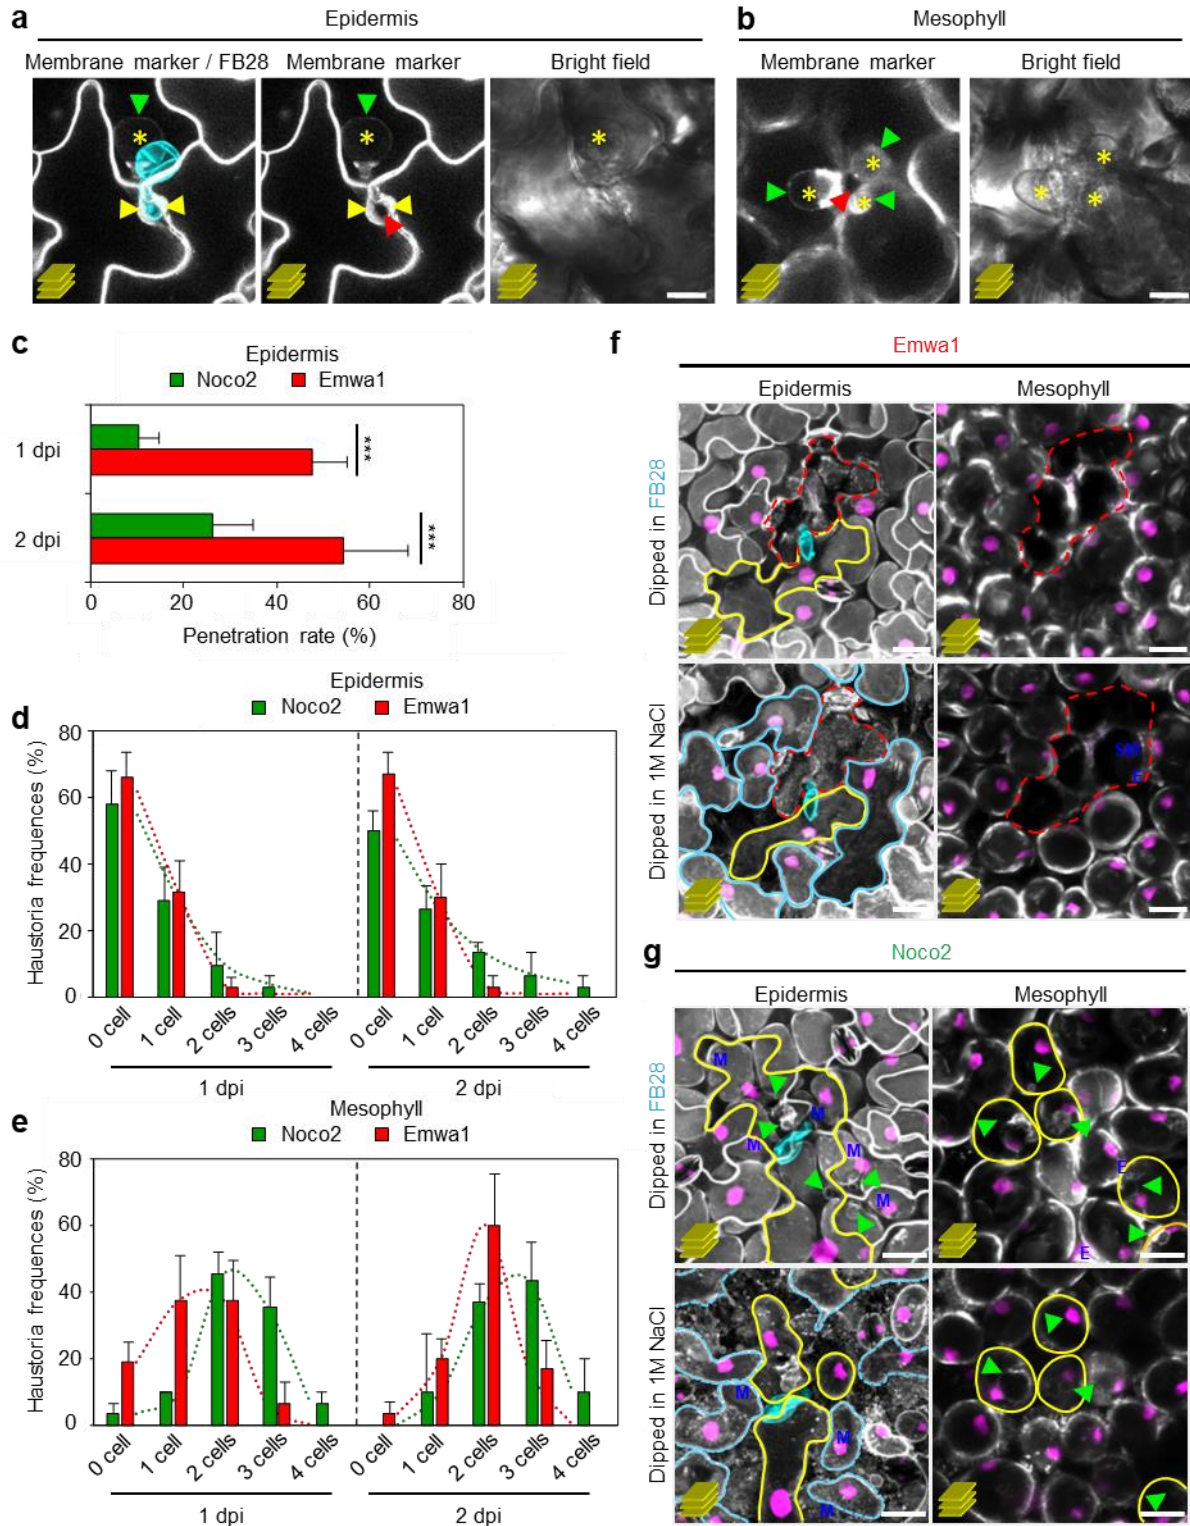 a
Epidermis
b
Mesophyll
Membrane marker / FB28
Membrane marker
Bright field
Membrane marker
Bright field
*
*
*
*
*
*
*
*
*
c
Epidermis
Noco2
Emwa1
1 dpi
***
2 dpi
***
0
20
40
60
80
Penetration rate (%)
d
Epidermis
Noco2
Emwa1
Haustoria frequences (%)
80
60
40
20
0
0 cell
1 cell
2 cells
3 cells
4 cells
0 cell
1 cell
2 cells
3 cells
4 cells
1 dpi
2 dpi
e
Mesophyll
Noco2
Emwa1
Haustoria frequences (%)
80
60
40
20
0
0 cell
1 cell
2 cells
3 cells
4 cells
0 cell
1 cell
2 cells
3 cells
4 cells
1 dpi
2 dpi
f
Emwa1
Epidermis
Mesophyll
Dipped in FB28
Dipped in 1M NaCl
E
g
Noco2
Epidermis
Mesophyll
Dipped in FB28
M
M
M
M
M
E
E
Dipped in 1M NaCl
M
M
M